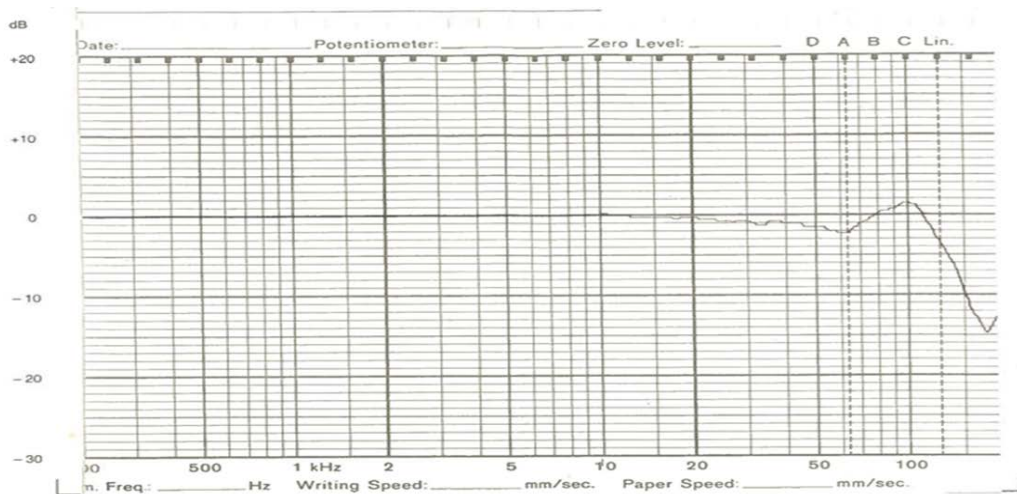 dB
Date: Potentiometer: Zero Level: D A B C Lin.
+20
+10
0
-10
-20
-30
500 1 kHz 2 5 10 20 50 100
Freq.: Hz Writing Speed: mm/sec. Paper Speed: mm/sec.